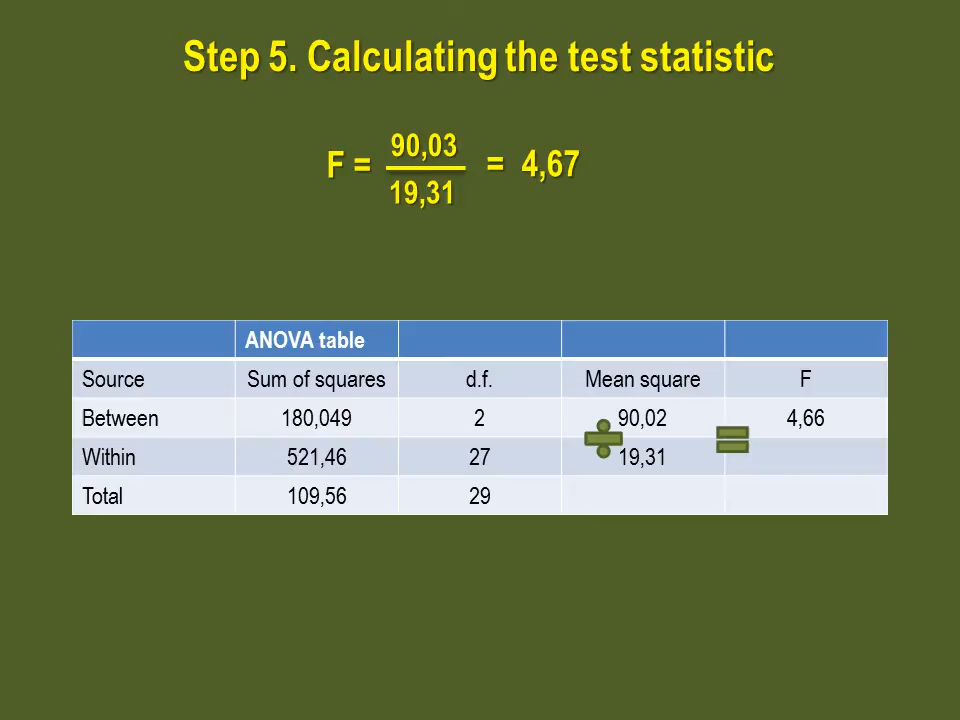 Step 5. Calculating the test statistic
F = 90,03 / 19,31 = 4,67
ANOVA table
Source Sum of squares d.f. Mean square F
Between 180,049 2 90,02 4,66
Within 521,46 27 19,31
Total 109,56 29
÷ =